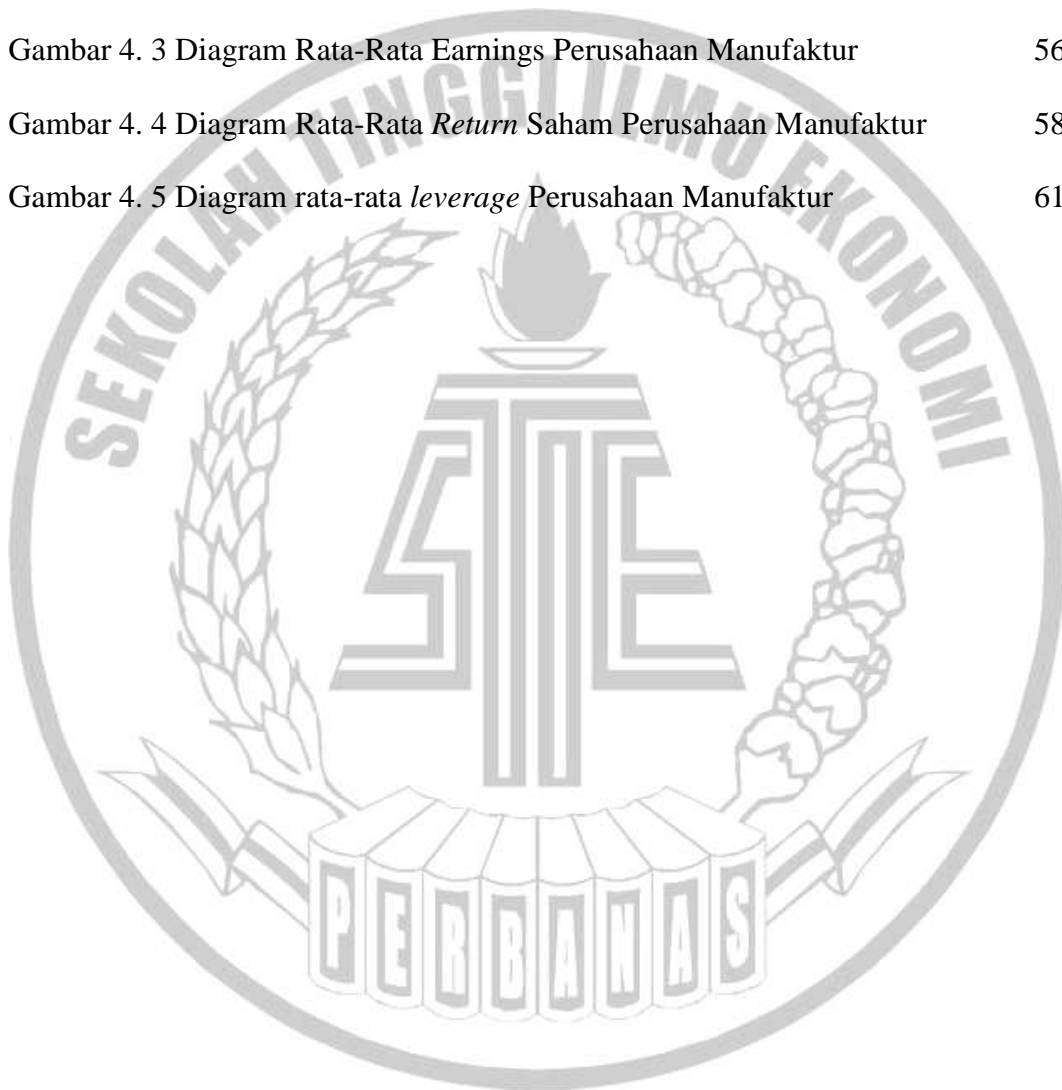 Gambar 4. 3 Diagram Rata-Rata Earnings Perusahaan Manufaktur 56
Gambar 4. 4 Diagram Rata-Rata Return Saham Perusahaan Manufaktur 58
Gambar 4. 5 Diagram rata-rata leverage Perusahaan Manufaktur 61
SEKOLAH TINGGI ILMU EKONOMI
STIE
PERBANAS